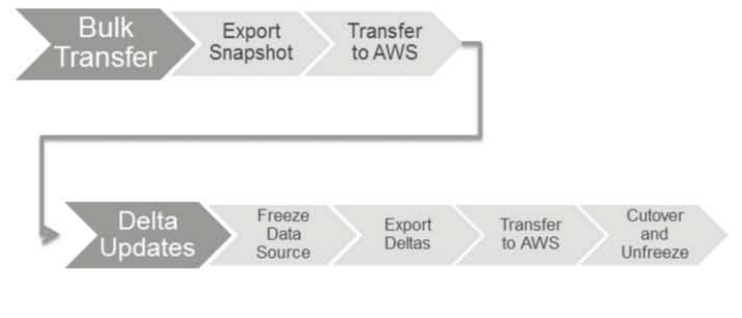 Bulk
Transfer
Export
Snapshot
Transfer
to AWS
Delta
Updates
Freeze
Data
Source
Export
Deltas
Transfer
to AWS
Cutover
and
Unfreeze